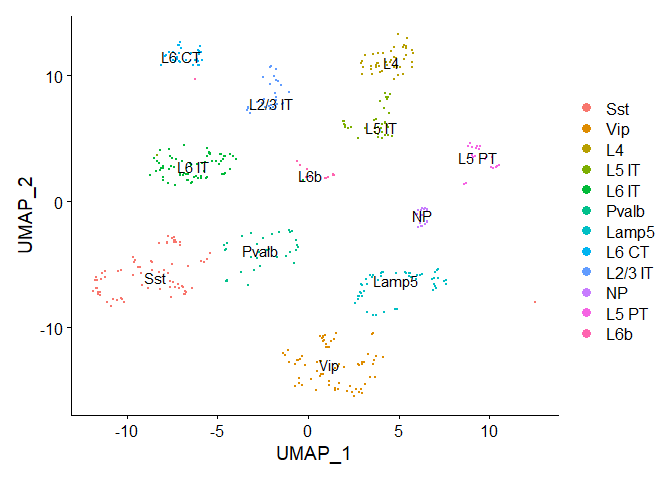 L6 CT
L4
L2/3 IT
L5 IT
L5 PT
L6 IT
L6b
NP
Pvalb
Sst
Lamp5
Vip
10
0
-10
UMAP_2
-10
-5
0
5
10
UMAP_1
Sst
Vip
L4
L5 IT
L6 IT
Pvalb
Lamp5
L6 CT
L2/3 IT
NP
L5 PT
L6b